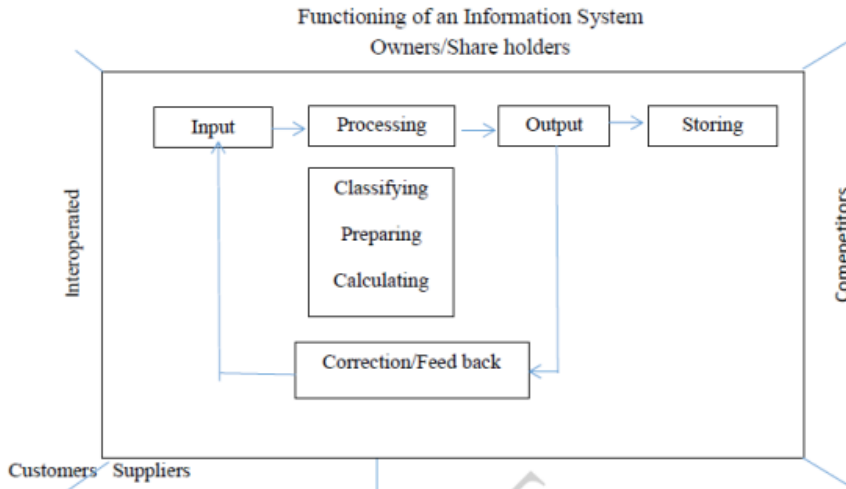 Functioning of an Information System
Owners/Share holders
Input
Processing
Output
Storing
Classifying
Preparing
Calculating
Interoperated
Comepetitors
Correction/Feed back
Customers
Suppliers